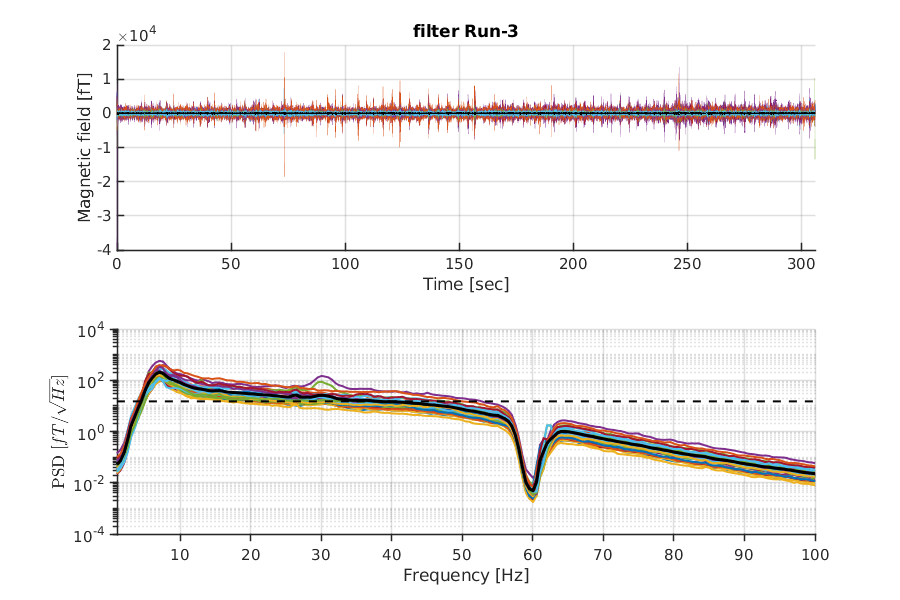 filter Run-3
×10^4
2
1
0
-1
-2
-3
-4
Magnetic field [fT]
0 50 100 150 200 250 300
Time [sec]
10^4
10^2
10^0
10^-2
10^-4
PSD [fT/√Hz]
10 20 30 40 50 60 70 80 90 100
Frequency [Hz]